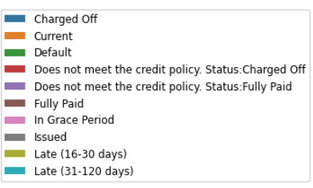 Charged Off
Current
Default
Does not meet the credit policy. Status:Charged Off
Does not meet the credit policy. Status:Fully Paid
Fully Paid
In Grace Period
Issued
Late (16-30 days)
Late (31-120 days)